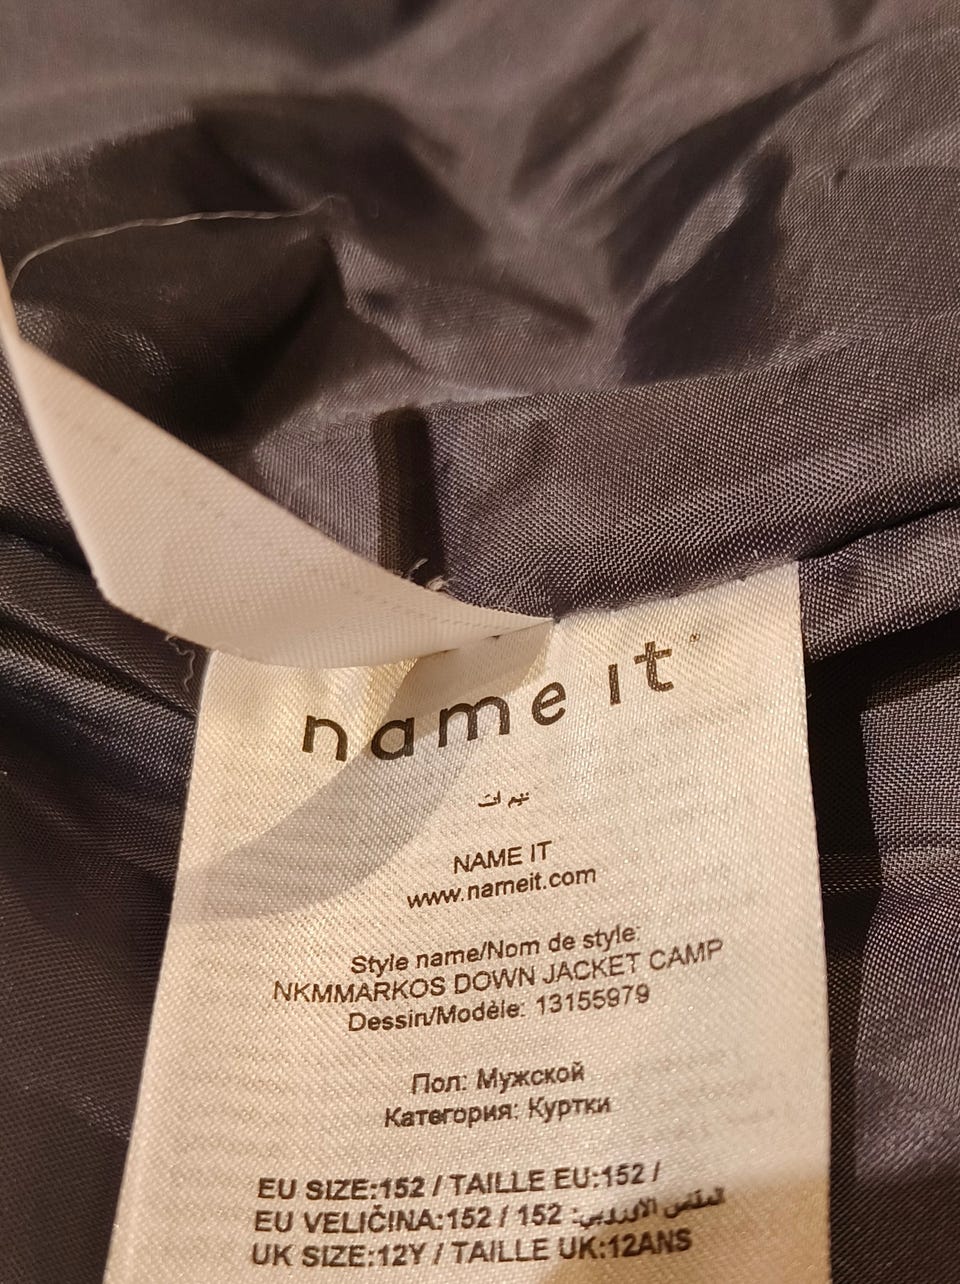 name it
نيم ات
NAME IT
www.nameit.com
Style name/Nom de style:
NKMMARKOS DOWN JACKET CAMP
Dessin/Modèle: 13155979
Пол: Мужской
Категория: Куртки
EU SIZE:152 / TAILLE EU:152 /
EU VELIČINA:152 / 152 :المقاس الأوروبي
UK SIZE:12Y / TAILLE UK:12ANS